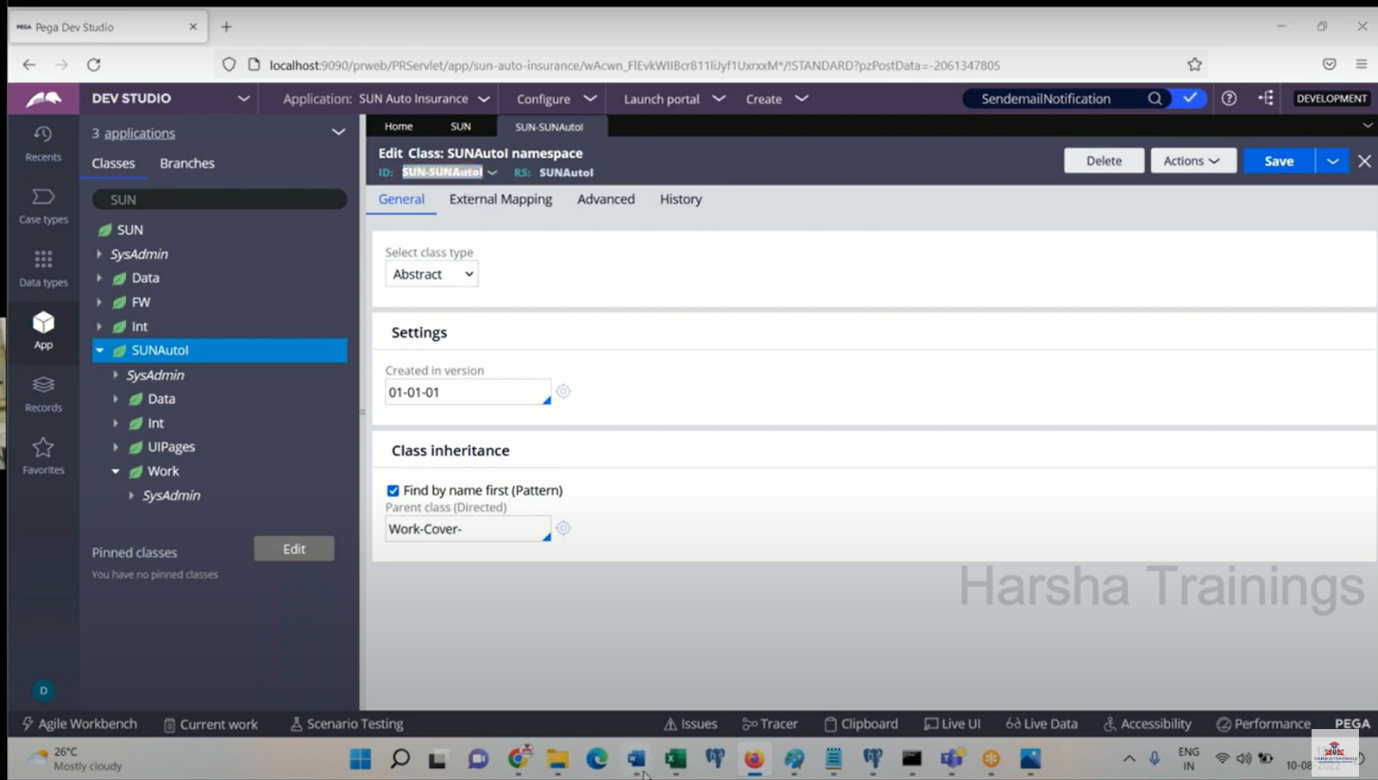 PEGA Pega Dev Studio
localhost:9090/prweb/PRServlet/app/sun-auto-insurance/wAcwn_FlEvkWIIBcr811liJyf1UxrxxM*/!STANDARD?pzPostData=-2061347805
DEV STUDIO Application: SUN Auto Insurance Configure Launch portal Create SendemailNotification DEVELOPMENT
Recents
Case types
Data types
App
Records
Favorites
D
3 applications
Classes Branches
SUN
SUN
SysAdmin
Data
FW
Int
SUNAutoI
SysAdmin
Data
Int
UIPages
Work
SysAdmin
Pinned classes Edit
You have no pinned classes
Home SUN SUN-SUNAutoI
Edit Class: SUNAutoI namespace
ID: SUN-SUNAutoI RS: SUNAutoI
Delete Actions Save
General External Mapping Advanced History
Select class type
Abstract
Settings
Created in version
01-01-01
Class inheritance
Find by name first (Pattern)
Parent class (Directed)
Work-Cover-
Harsha Trainings
Agile Workbench Current work Scenario Testing Issues Tracer Clipboard Live UI Live Data Accessibility Performance PEGA
26°C
Mostly cloudy
ENG
IN
10-08-2022